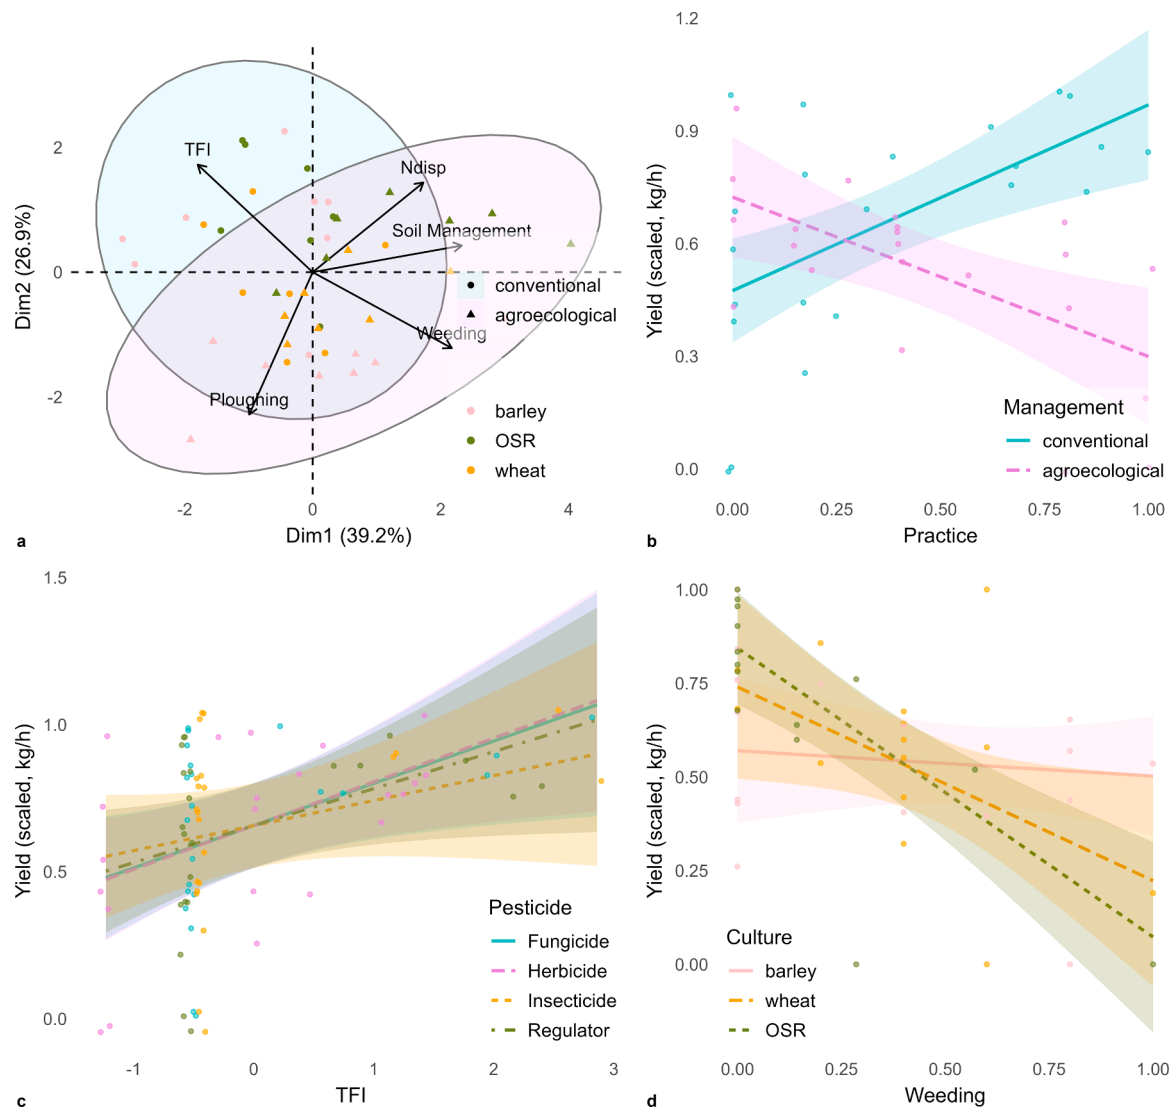 2
0
-2
Dim2 (26.9%)
TFI
Ndisp
Soil Management
Weeding
Ploughing
conventional
agroecological
barley
OSR
wheat
-2
0
2
4
Dim1 (39.2%)
a
1.2
0.9
0.6
0.3
0.0
Yield (scaled, kg/h)
Management
conventional
agroecological
0.00
0.25
0.50
0.75
1.00
Practice
b
1.5
1.0
0.5
0.0
Yield (scaled, kg/h)
Pesticide
Fungicide
Herbicide
Insecticide
Regulator
-1
0
1
2
3
TFI
c
1.00
0.75
0.50
0.25
0.00
Yield (scaled, kg/h)
Culture
barley
wheat
OSR
0.00
0.25
0.50
0.75
1.00
Weeding
d